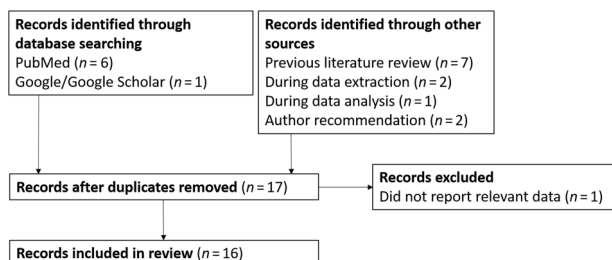 Records identified through
database searching
PubMed (n = 6)
Google/Google Scholar (n = 1)
Records identified through other
sources
Previous literature review (n = 7)
During data extraction (n = 2)
During data analysis (n = 1)
Author recommendation (n = 2)
Records after duplicates removed (n = 17)
Records excluded
Did not report relevant data (n = 1)
Records included in review (n = 16)